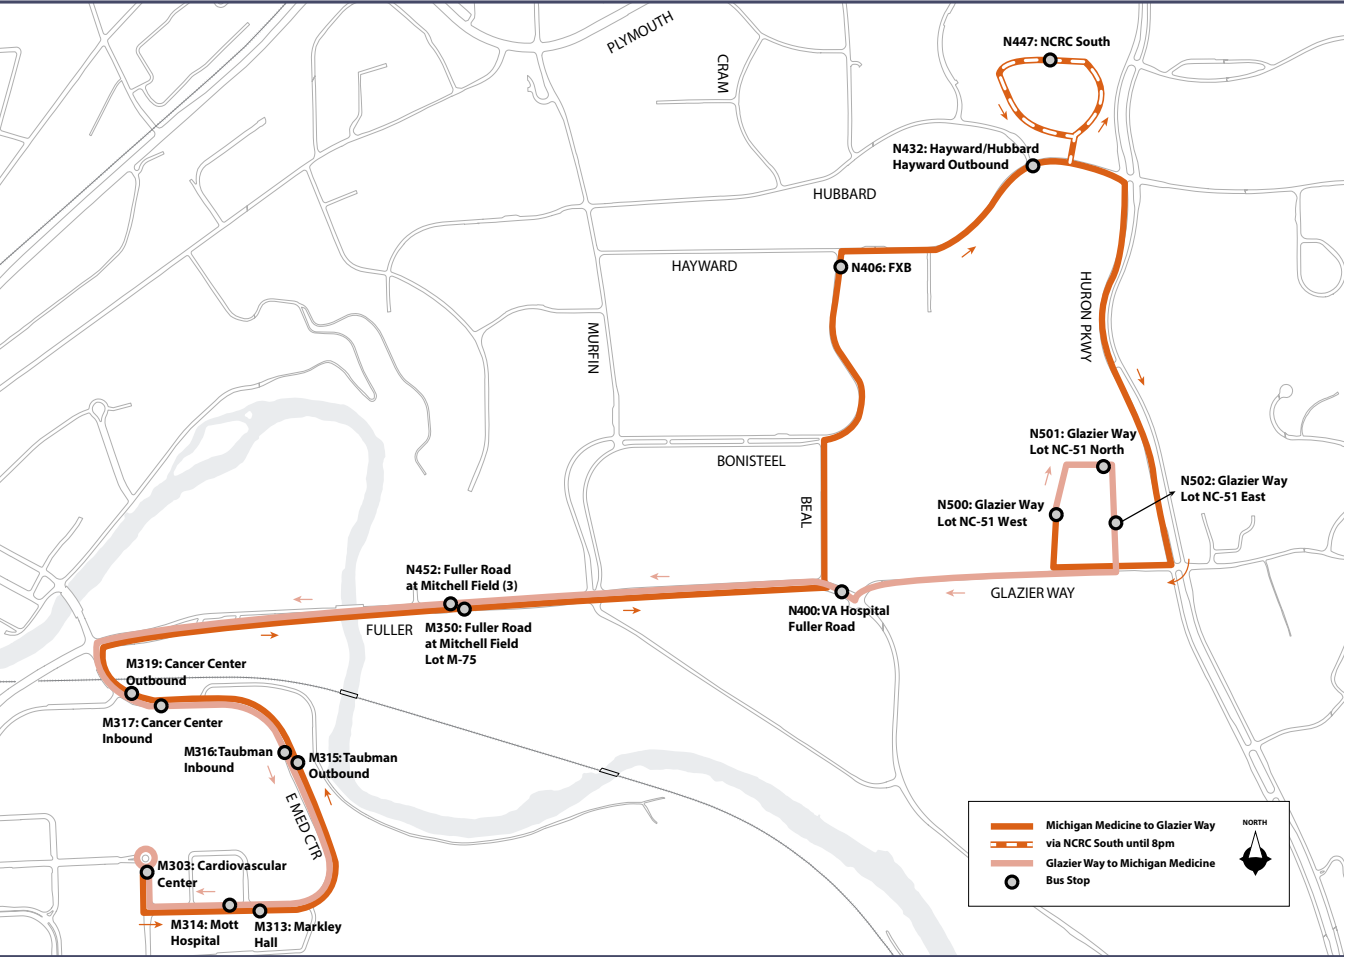 PLYMOUTH
CRAM
N447: NCRC South
N432: Hayward/Hubbard
Hayward Outbound
HUBBARD
HAYWARD
N406: FXB
HURON PKWY
MURFIN
N501: Glazier Way
Lot NC-51 North
BONISTEEL
N502: Glazier Way
Lot NC-51 East
BEAL
N500: Glazier Way
Lot NC-51 West
N452: Fuller Road
at Mitchell Field (3)
GLAZIER WAY
N400: VA Hospital
Fuller Road
FULLER
M350: Fuller Road
at Mitchell Field
Lot M-75
M319: Cancer Center
Outbound
M317: Cancer Center
Inbound
M316: Taubman
Inbound
M315: Taubman
Outbound
E MED CTR
M303: Cardiovascular
Center
M314: Mott
Hospital
M313: Markley
Hall
Michigan Medicine to Glazier Way
via NCRC South until 8pm
Glazier Way to Michigan Medicine
Bus Stop
NORTH